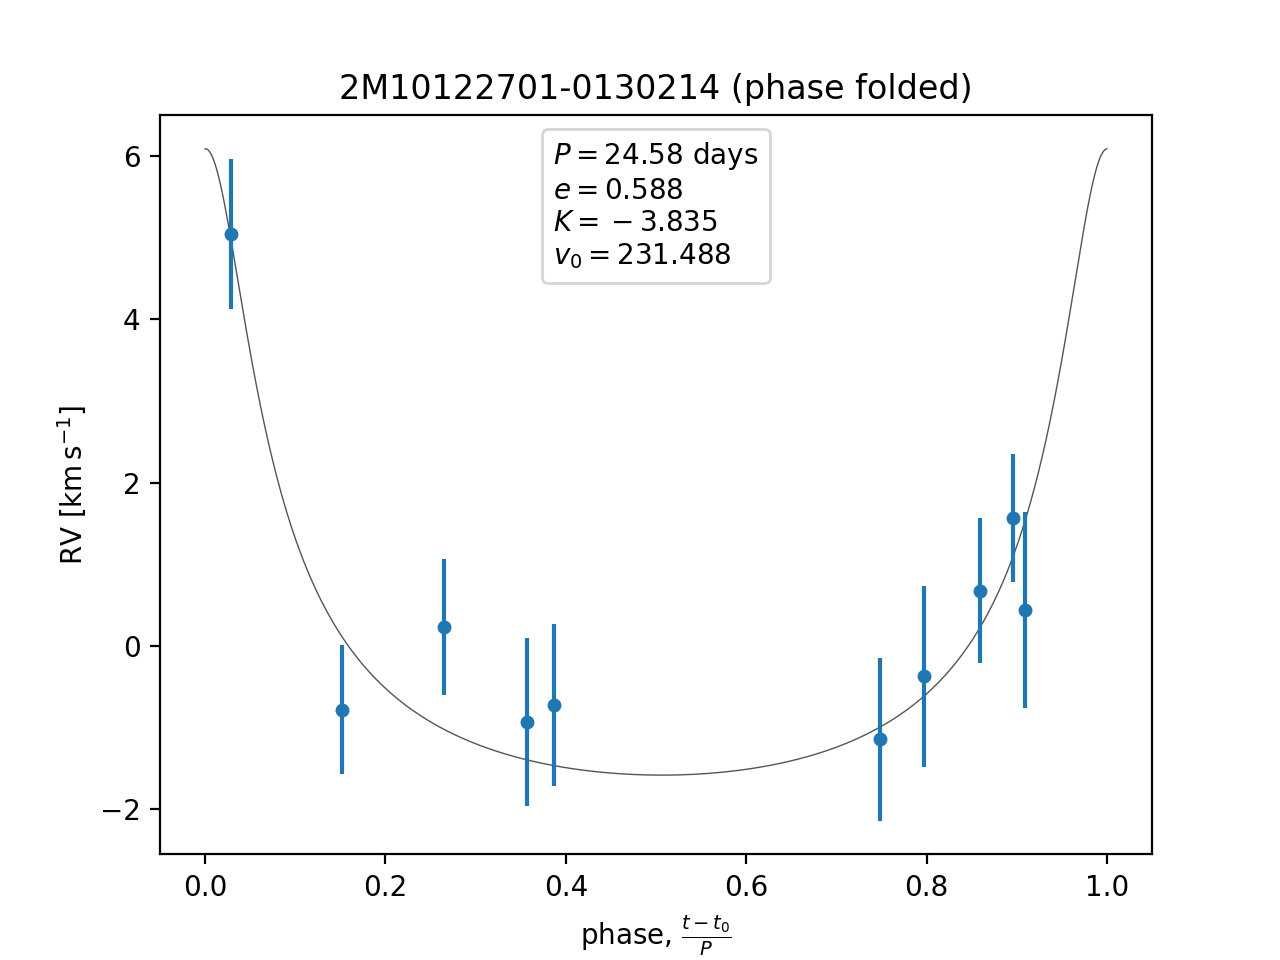 2M10122701-0130214 (phase folded)
P = 24.58 days
e = 0.588
K = −3.835
v₀ = 231.488
6
4
2
0
−2
RV [km s⁻¹]
0.0 0.2 0.4 0.6 0.8 1.0
phase, (t − t₀)/P